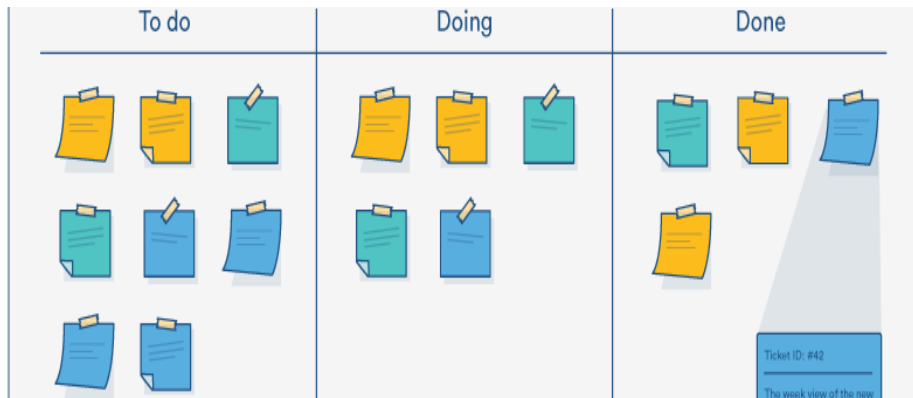 To do
Doing
Done
Ticket ID: #42
The week view of the new